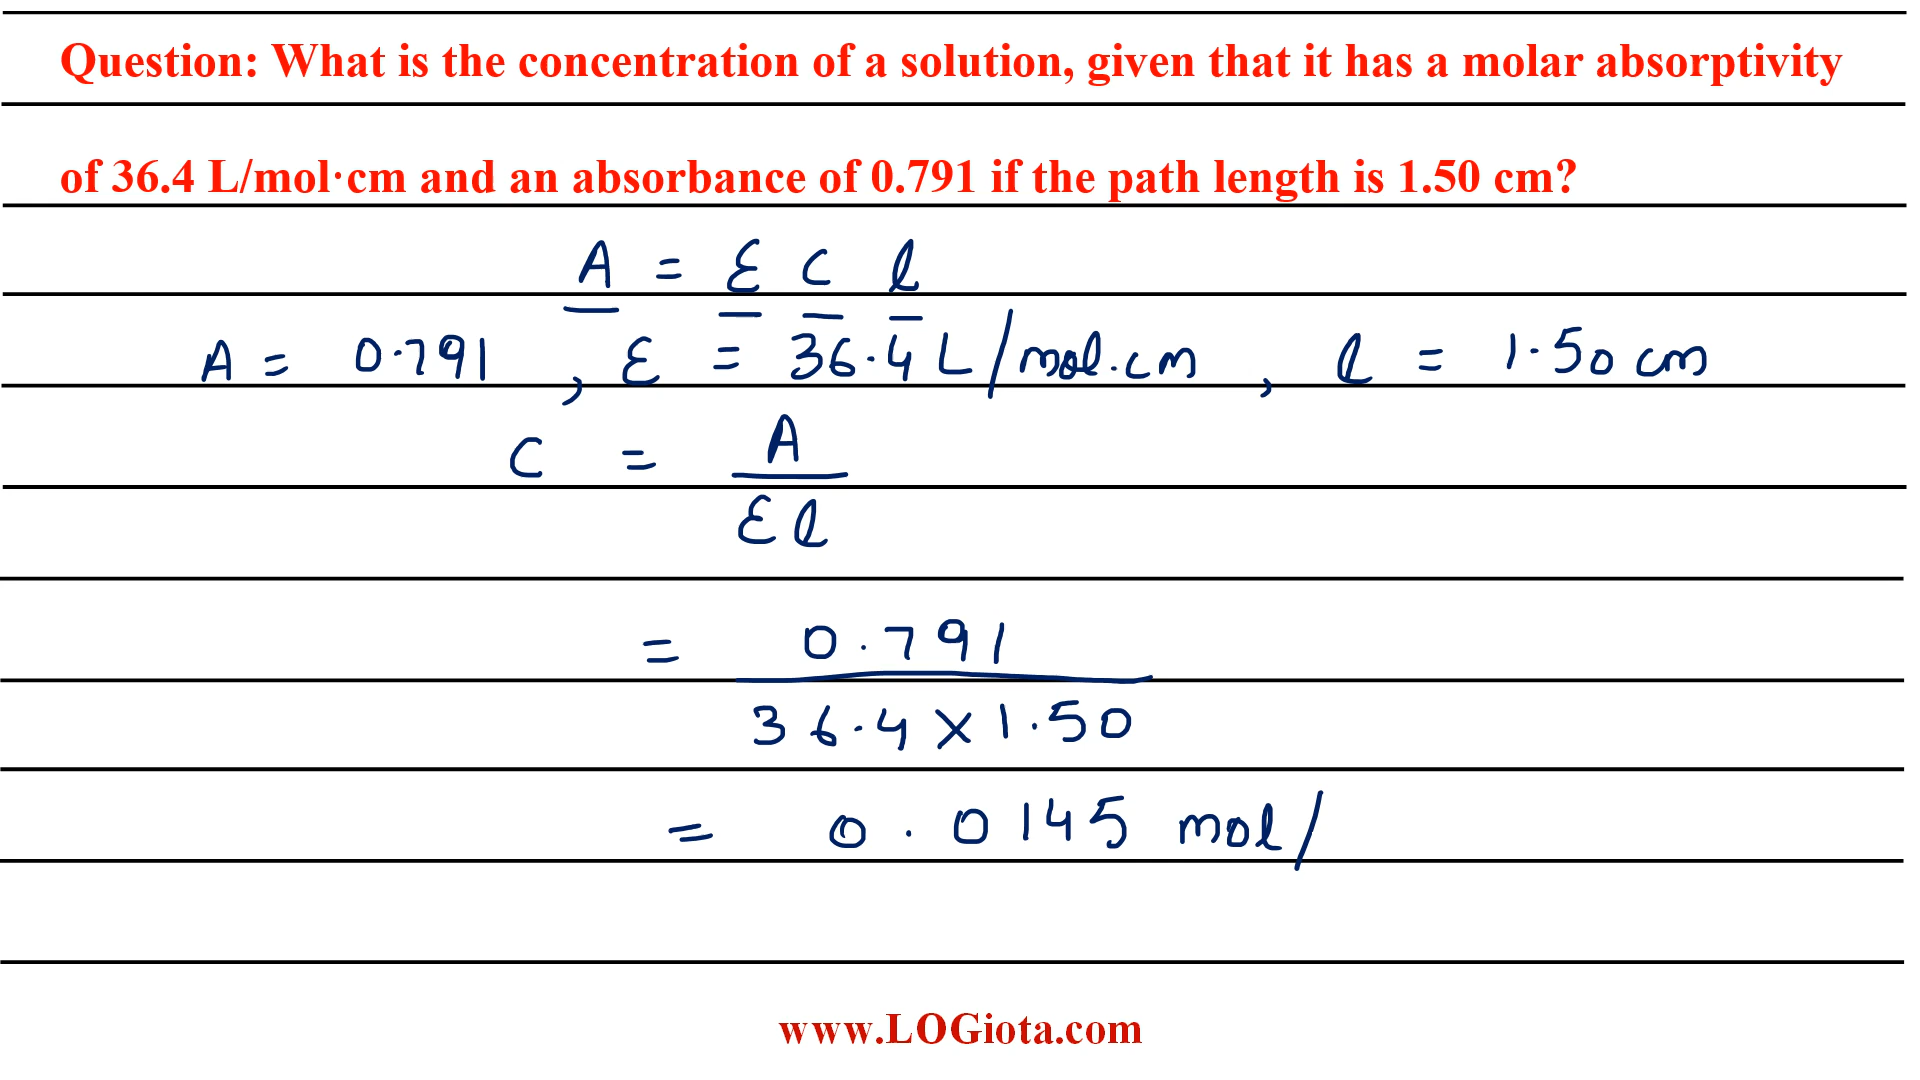 Question: What is the concentration of a solution, given that it has a molar absorptivity
of 36.4 L/mol·cm and an absorbance of 0.791 if the path length is 1.50 cm?
A = ε c l
A = 0.791 , ε = 36.4 L/mol.cm , l = 1.50 cm
C = A
εl
= 0.791
36.4 x 1.50
= 0.0145 mol/
www.LOGiota.com